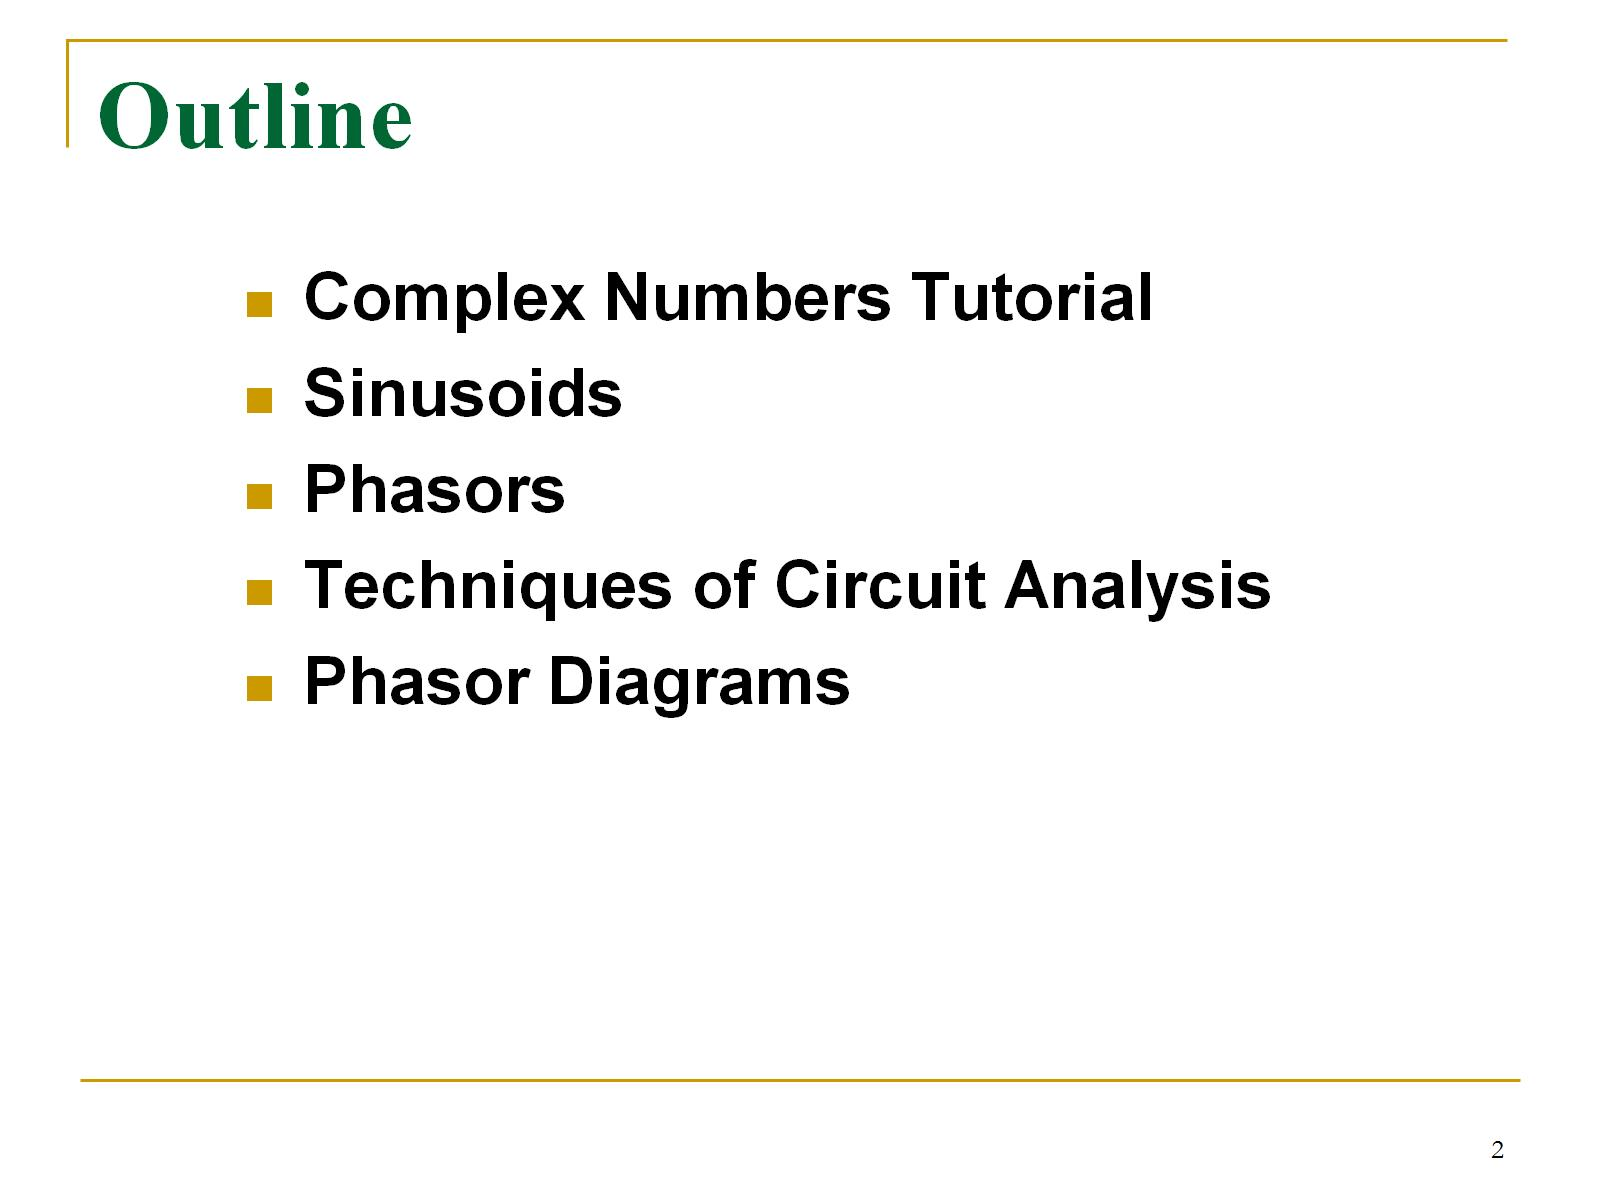 Outline
Complex Numbers Tutorial
Sinusoids
Phasors
Techniques of Circuit Analysis
Phasor Diagrams
2